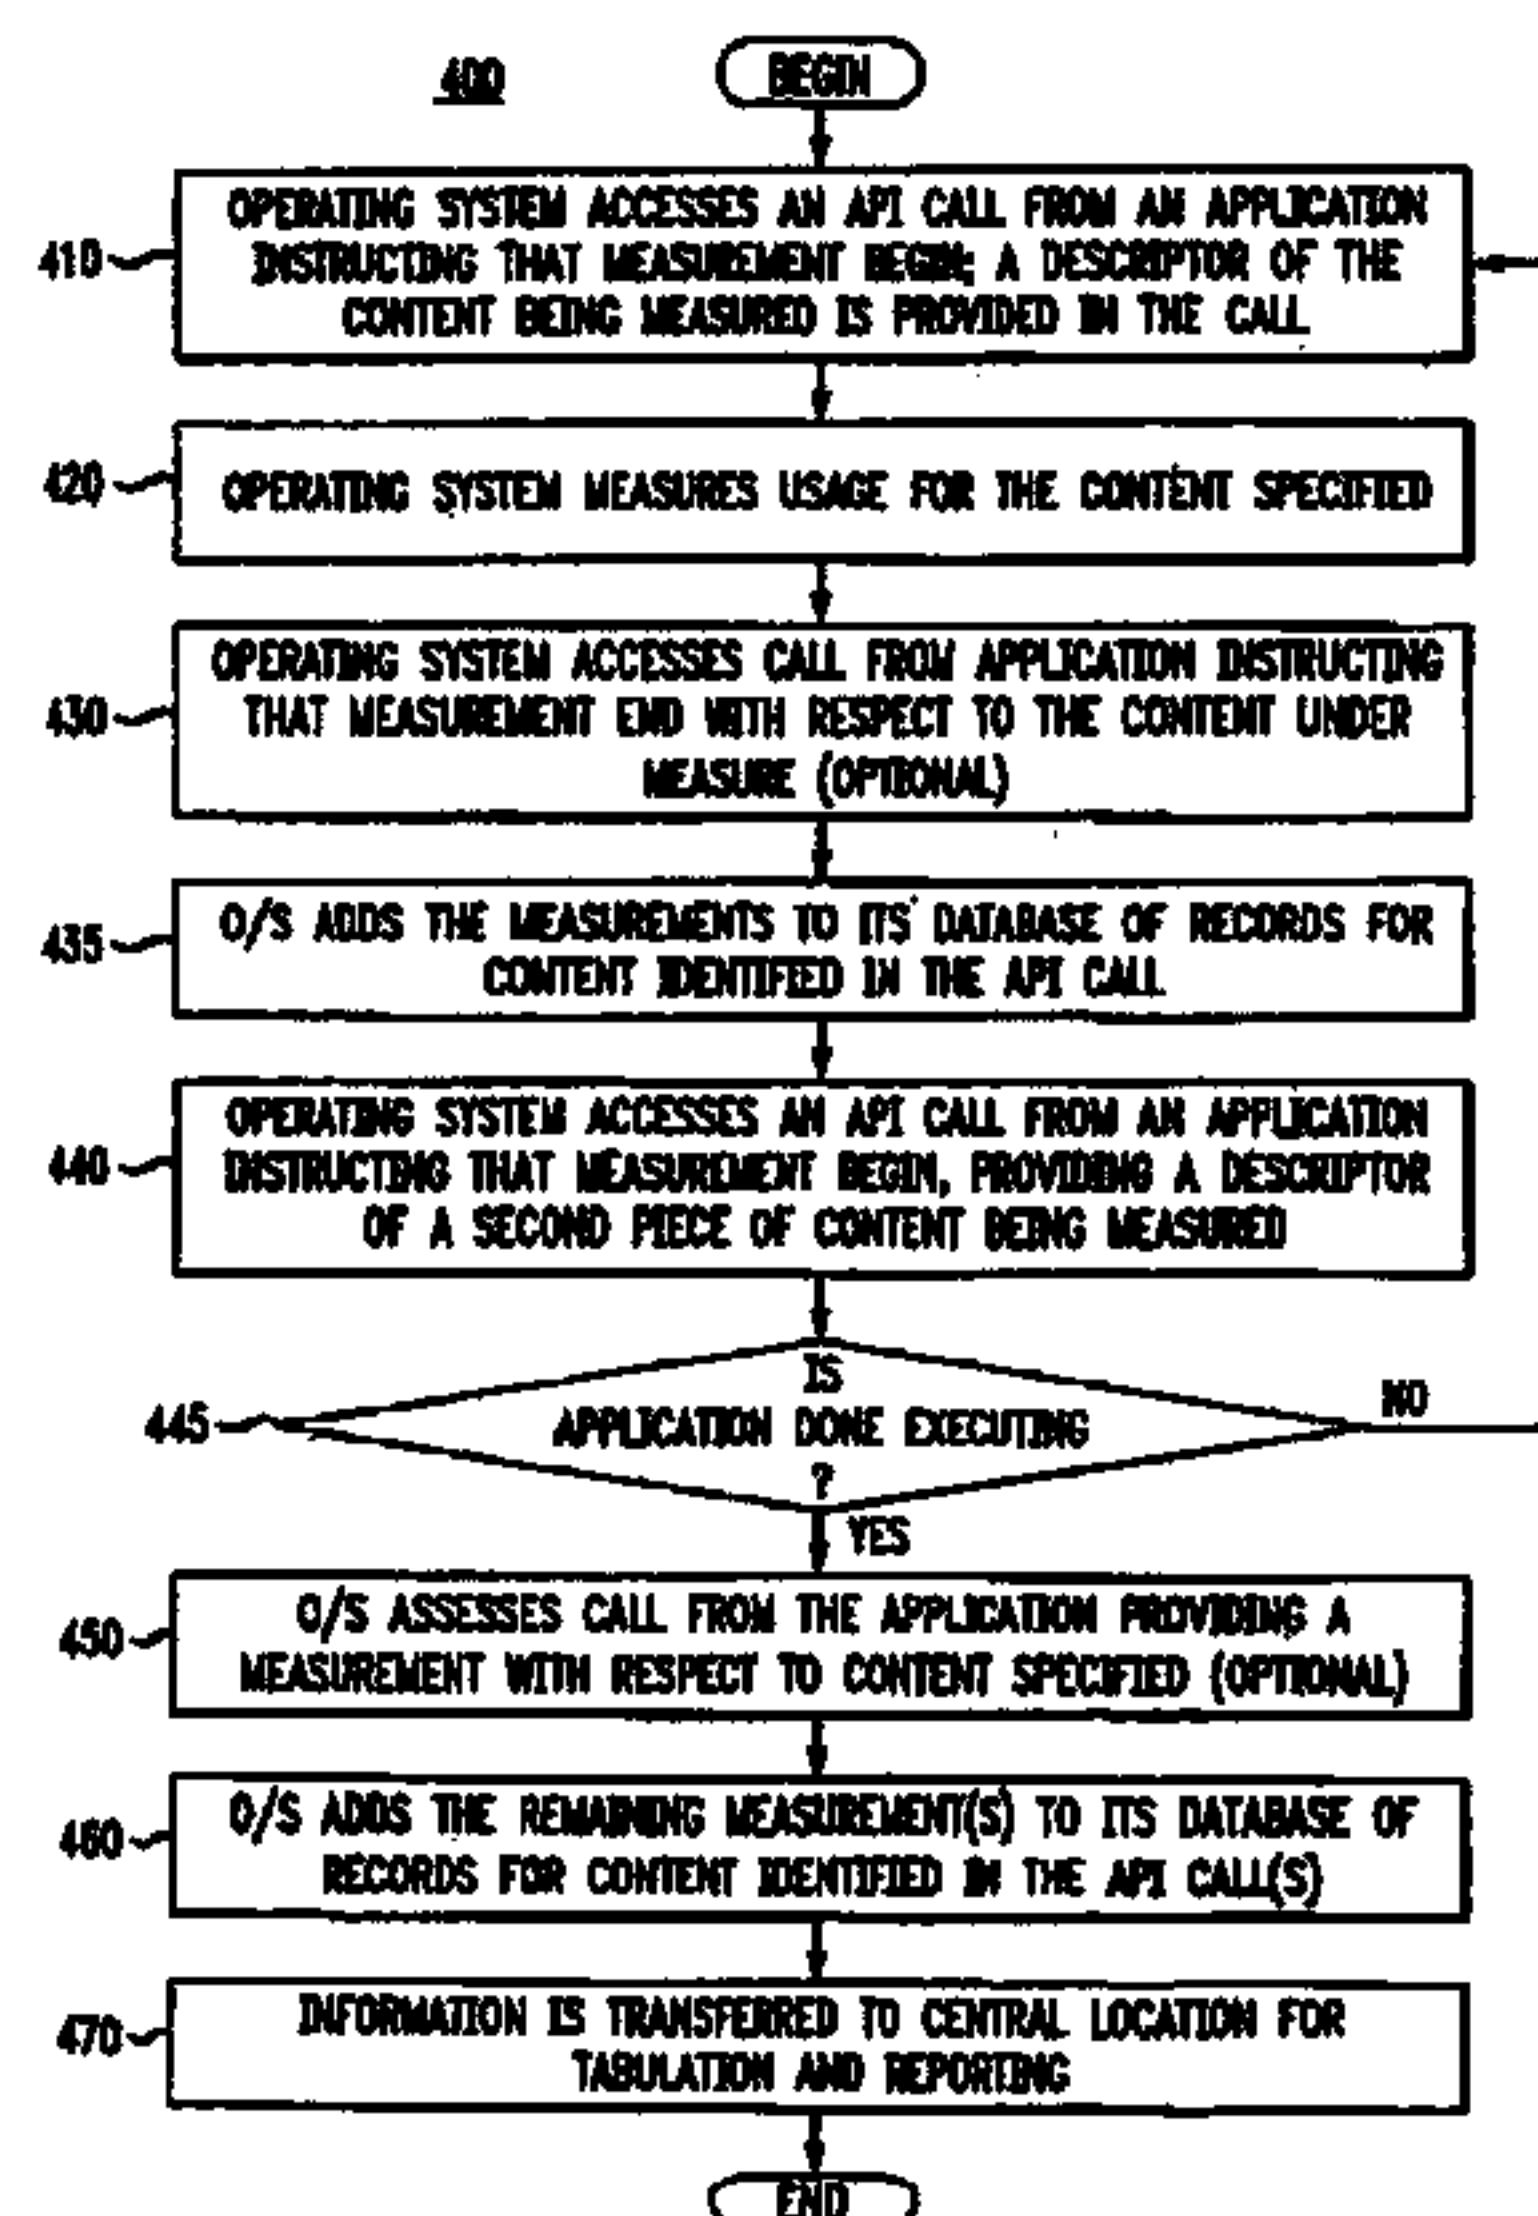 400
BEGIN
410
OPERATING SYSTEM ACCESSES AN API CALL FROM AN APPLICATION
INSTRUCTING THAT MEASUREMENT BEGIN; A DESCRIPTOR OF THE
CONTENT BEING MEASURED IS PROVIDED IN THE CALL
420
OPERATING SYSTEM MEASURES USAGE FOR THE CONTENT SPECIFIED
430
OPERATING SYSTEM ACCESSES CALL FROM APPLICATION INSTRUCTING
THAT MEASUREMENT END WITH RESPECT TO THE CONTENT UNDER
MEASURE (OPTIONAL)
435
O/S ADDS THE MEASUREMENTS TO ITS DATABASE OF RECORDS FOR
CONTENT IDENTIFIED IN THE API CALL
440
OPERATING SYSTEM ACCESSES AN API CALL FROM AN APPLICATION
INSTRUCTING THAT MEASUREMENT BEGIN, PROVIDING A DESCRIPTOR
OF A SECOND PIECE OF CONTENT BEING MEASURED
445
IS
APPLICATION DONE EXECUTING
?
NO
YES
450
O/S ASSESSES CALL FROM THE APPLICATION PROVIDING A
MEASUREMENT WITH RESPECT TO CONTENT SPECIFIED (OPTIONAL)
460
O/S ADDS THE REMAINING MEASUREMENT(S) TO ITS DATABASE OF
RECORDS FOR CONTENT IDENTIFIED IN THE API CALL(S)
470
INFORMATION IS TRANSFERRED TO CENTRAL LOCATION FOR
TABULATION AND REPORTING
END